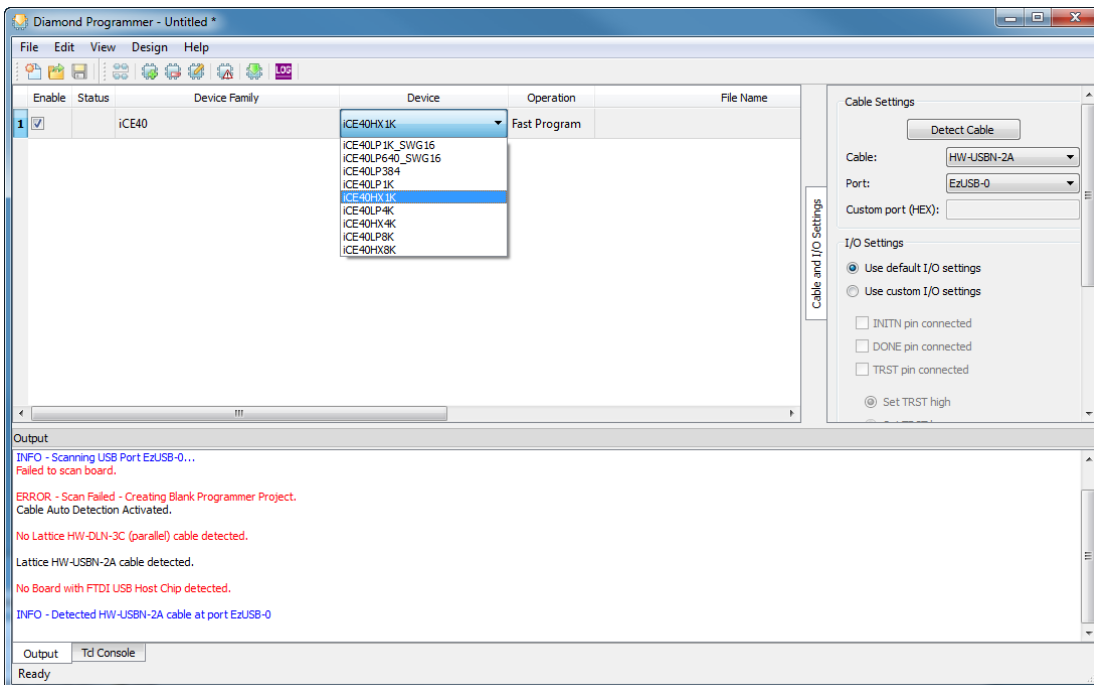 Diamond Programmer - Untitled *
File Edit View Design Help
LOG
Enable Status Device Family Device Operation File Name
1 iCE40 iCE40HX1K Fast Program
iCE40LP1K_SWG16
iCE40LP640_SWG16
iCE40LP384
iCE40LP1K
iCE40HX1K
iCE40LP4K
iCE40HX4K
iCE40LP8K
iCE40HX8K
Cable and I/O Settings
Cable Settings
Detect Cable
Cable: HW-USBN-2A
Port: EzUSB-0
Custom port (HEX):
I/O Settings
Use default I/O settings
Use custom I/O settings
INITN pin connected
DONE pin connected
TRST pin connected
Set TRST high
Output
INFO - Scanning USB Port EzUSB-0...
Failed to scan board.
ERROR - Scan Failed - Creating Blank Programmer Project.
Cable Auto Detection Activated.
No Lattice HW-DLN-3C (parallel) cable detected.
Lattice HW-USBN-2A cable detected.
No Board with FTDI USB Host Chip detected.
INFO - Detected HW-USBN-2A cable at port EzUSB-0
Output Tcl Console
Ready